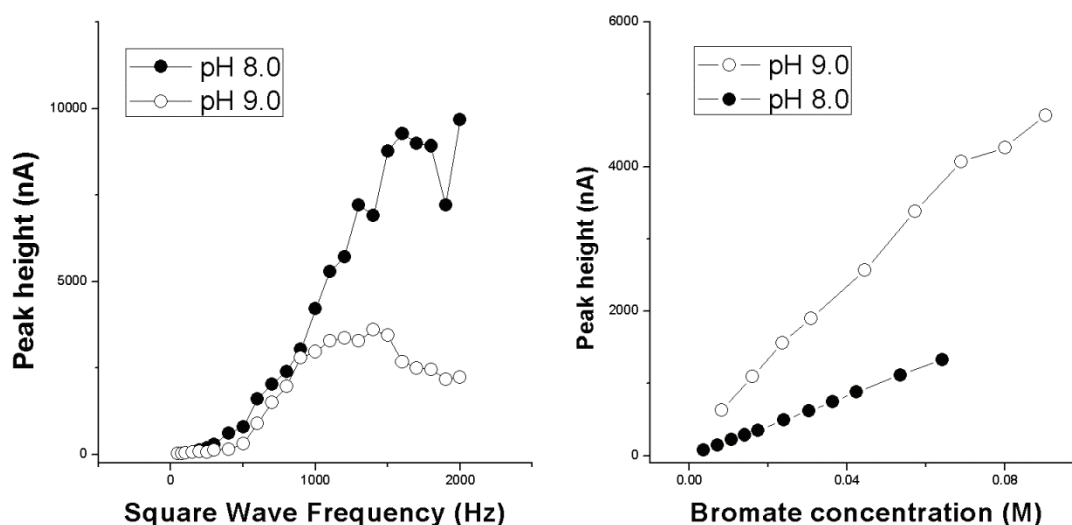 pH 8.0
pH 9.0
10000
5000
0
Peak height (nA)
0
1000
2000
Square Wave Frequency (Hz)
pH 9.0
pH 8.0
6000
4000
2000
0
Peak height (nA)
0.00
0.04
0.08
Bromate concentration (M)